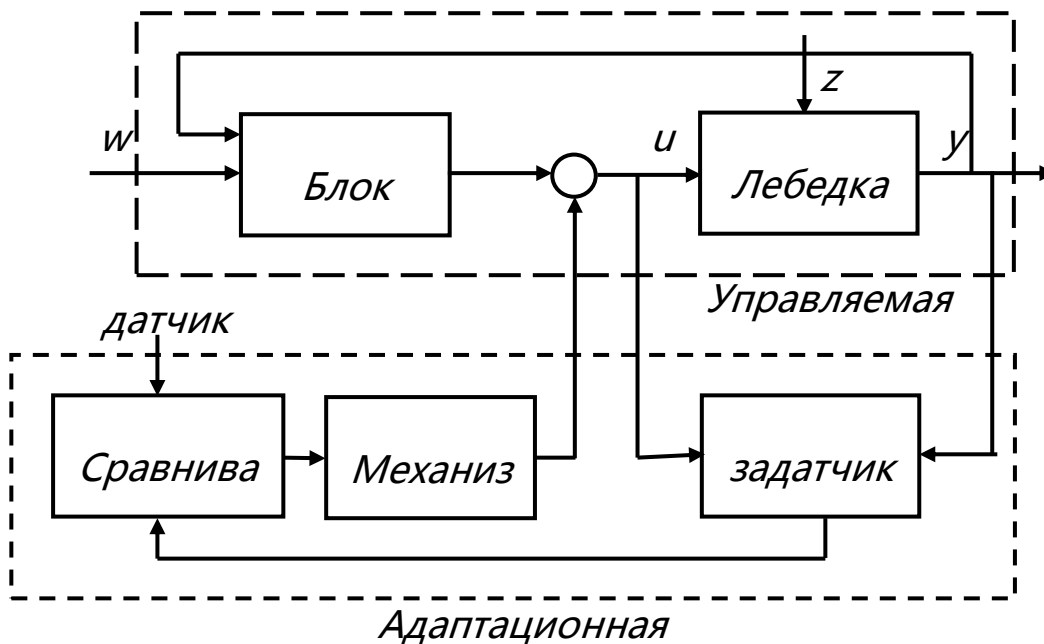 z
w
u
y
Блок
Лебедка
Управляемая
датчик
Сравнива
Механиз
задатчик
Адаптационная